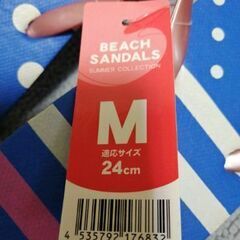 BEACH
SANDALS
SUMMER COLLECTION
M
適応サイズ
24cm
4 535792 176832